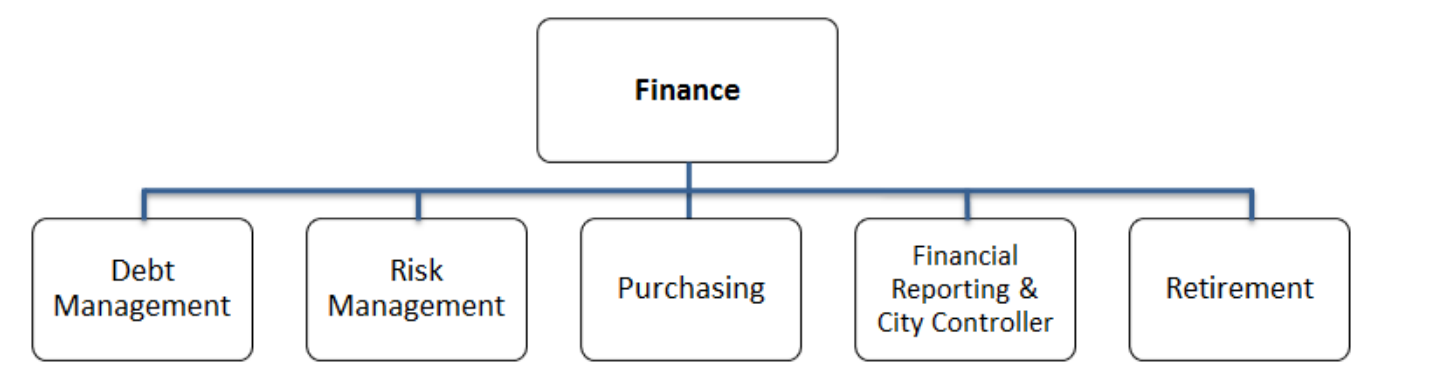 Finance
Debt
Management
Risk
Management
Purchasing
Financial
Reporting &
City Controller
Retirement